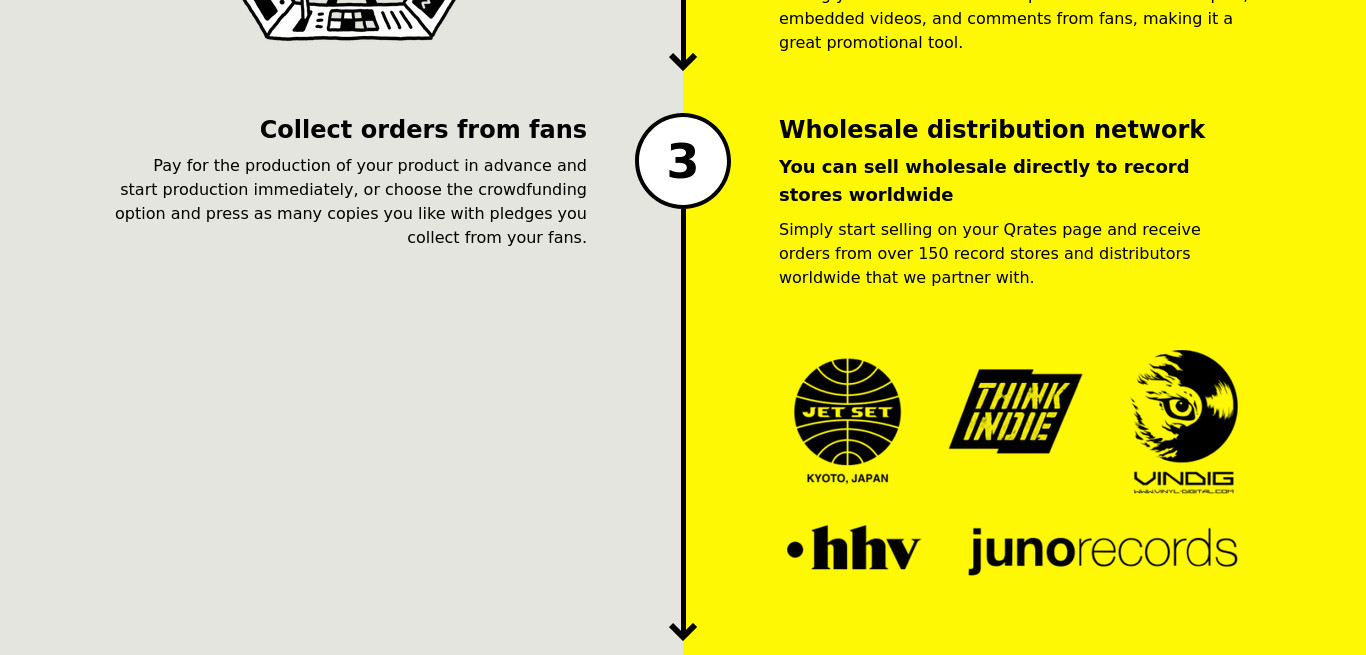 embedded videos, and comments from fans, making it a
great promotional tool.
Collect orders from fans
Pay for the production of your product in advance and
start production immediately, or choose the crowdfunding
option and press as many copies you like with pledges you
collect from your fans.
3
Wholesale distribution network
You can sell wholesale directly to record
stores worldwide
Simply start selling on your Qrates page and receive
orders from over 150 record stores and distributors
worldwide that we partner with.
JET SET
KYOTO, JAPAN
THINK
INDIE
VINDIG
WWW.VINYL-DIGITAL.COM
hhv
junorecords